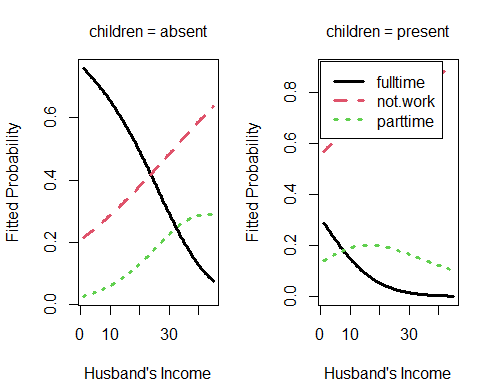 children = absent
Fitted Probability
0.0 0.2 0.4 0.6
0 10 30
Husband's Income
children = present
fulltime
not.work
parttime
Fitted Probability
0.0 0.2 0.4 0.6 0.8
0 10 30
Husband's Income